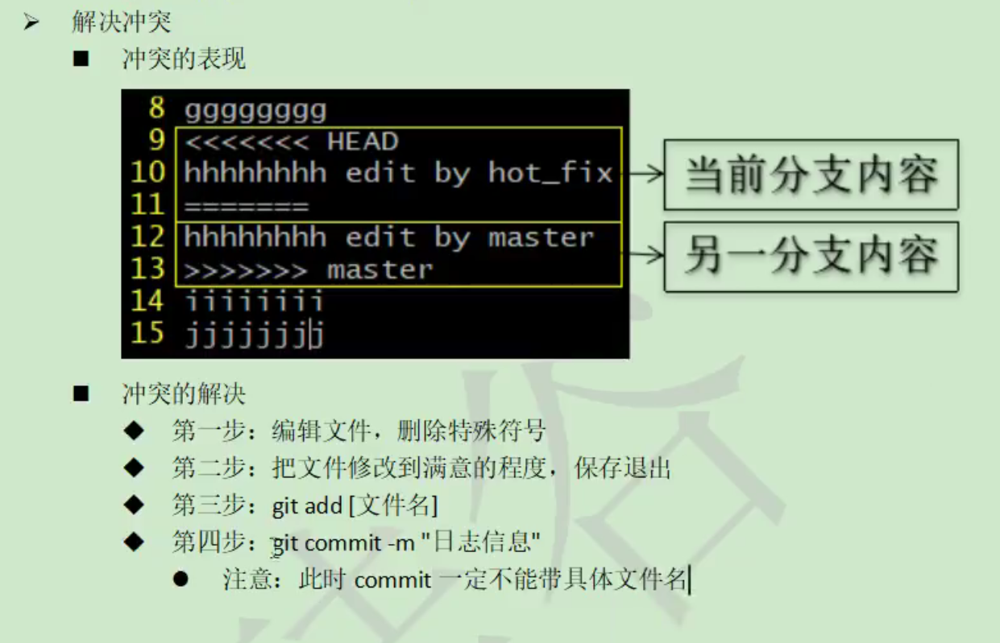 解决冲突
冲突的表现
8 gggggggg
9 <<<<<<< HEAD
10 hhhhhhhh edit by hot_fix
11 =======
当前分支内容
12 hhhhhhhh edit by master
13 >>>>>>> master
另一分支内容
14 iiiiiiii
15 jjjjjjjj
冲突的解决
第一步：编辑文件，删除特殊符号
第二步：把文件修改到满意的程度，保存退出
第三步：git add [文件名]
第四步：git commit -m "日志信息"
注意：此时 commit 一定不能带具体文件名